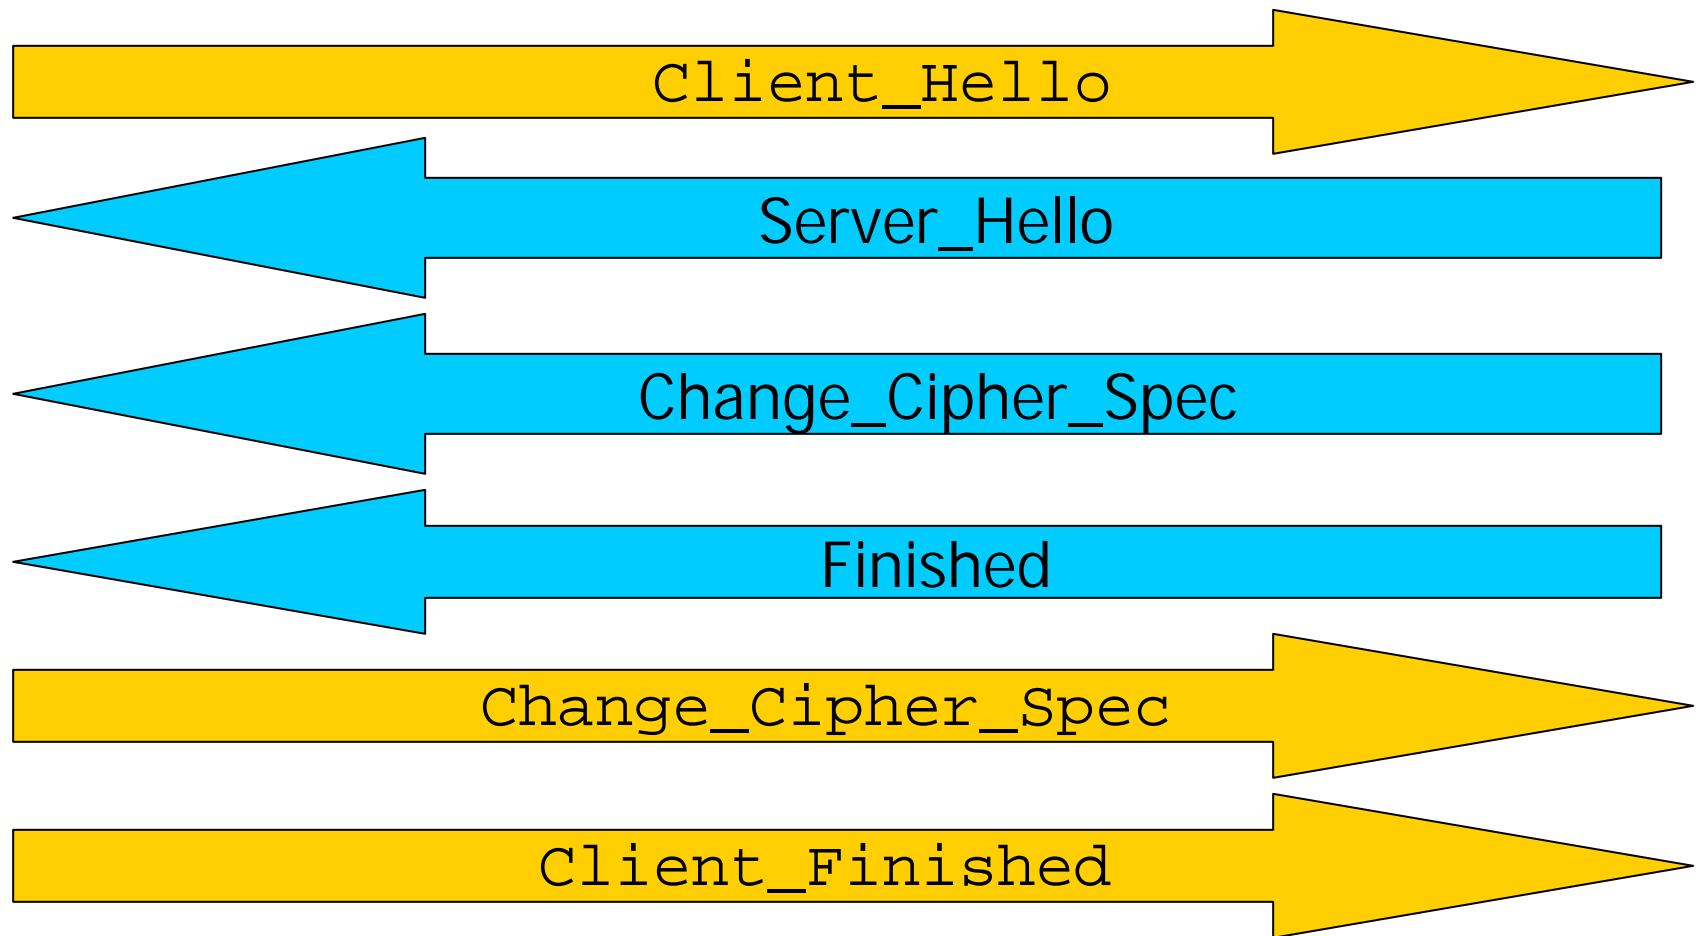 Client_Hello
Server_Hello
Change_Cipher_Spec
Finished
Change_Cipher_Spec
Client_Finished